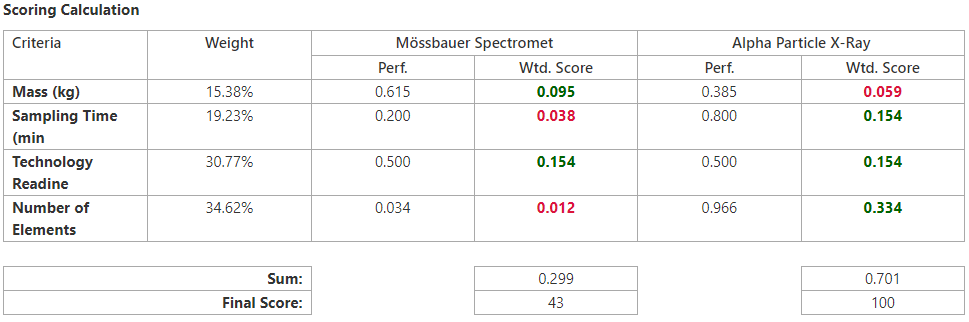 Scoring Calculation
Criteria Weight Mössbauer Spectromet Alpha Particle X-Ray
Perf. Wtd. Score Perf. Wtd. Score
Mass (kg) 15.38% 0.615 0.095 0.385 0.059
Sampling Time 19.23% 0.200 0.038 0.800 0.154
(min
Technology 30.77% 0.500 0.154 0.500 0.154
Readine
Number of 34.62% 0.034 0.012 0.966 0.334
Elements
Sum: 0.299 0.701
Final Score: 43 100